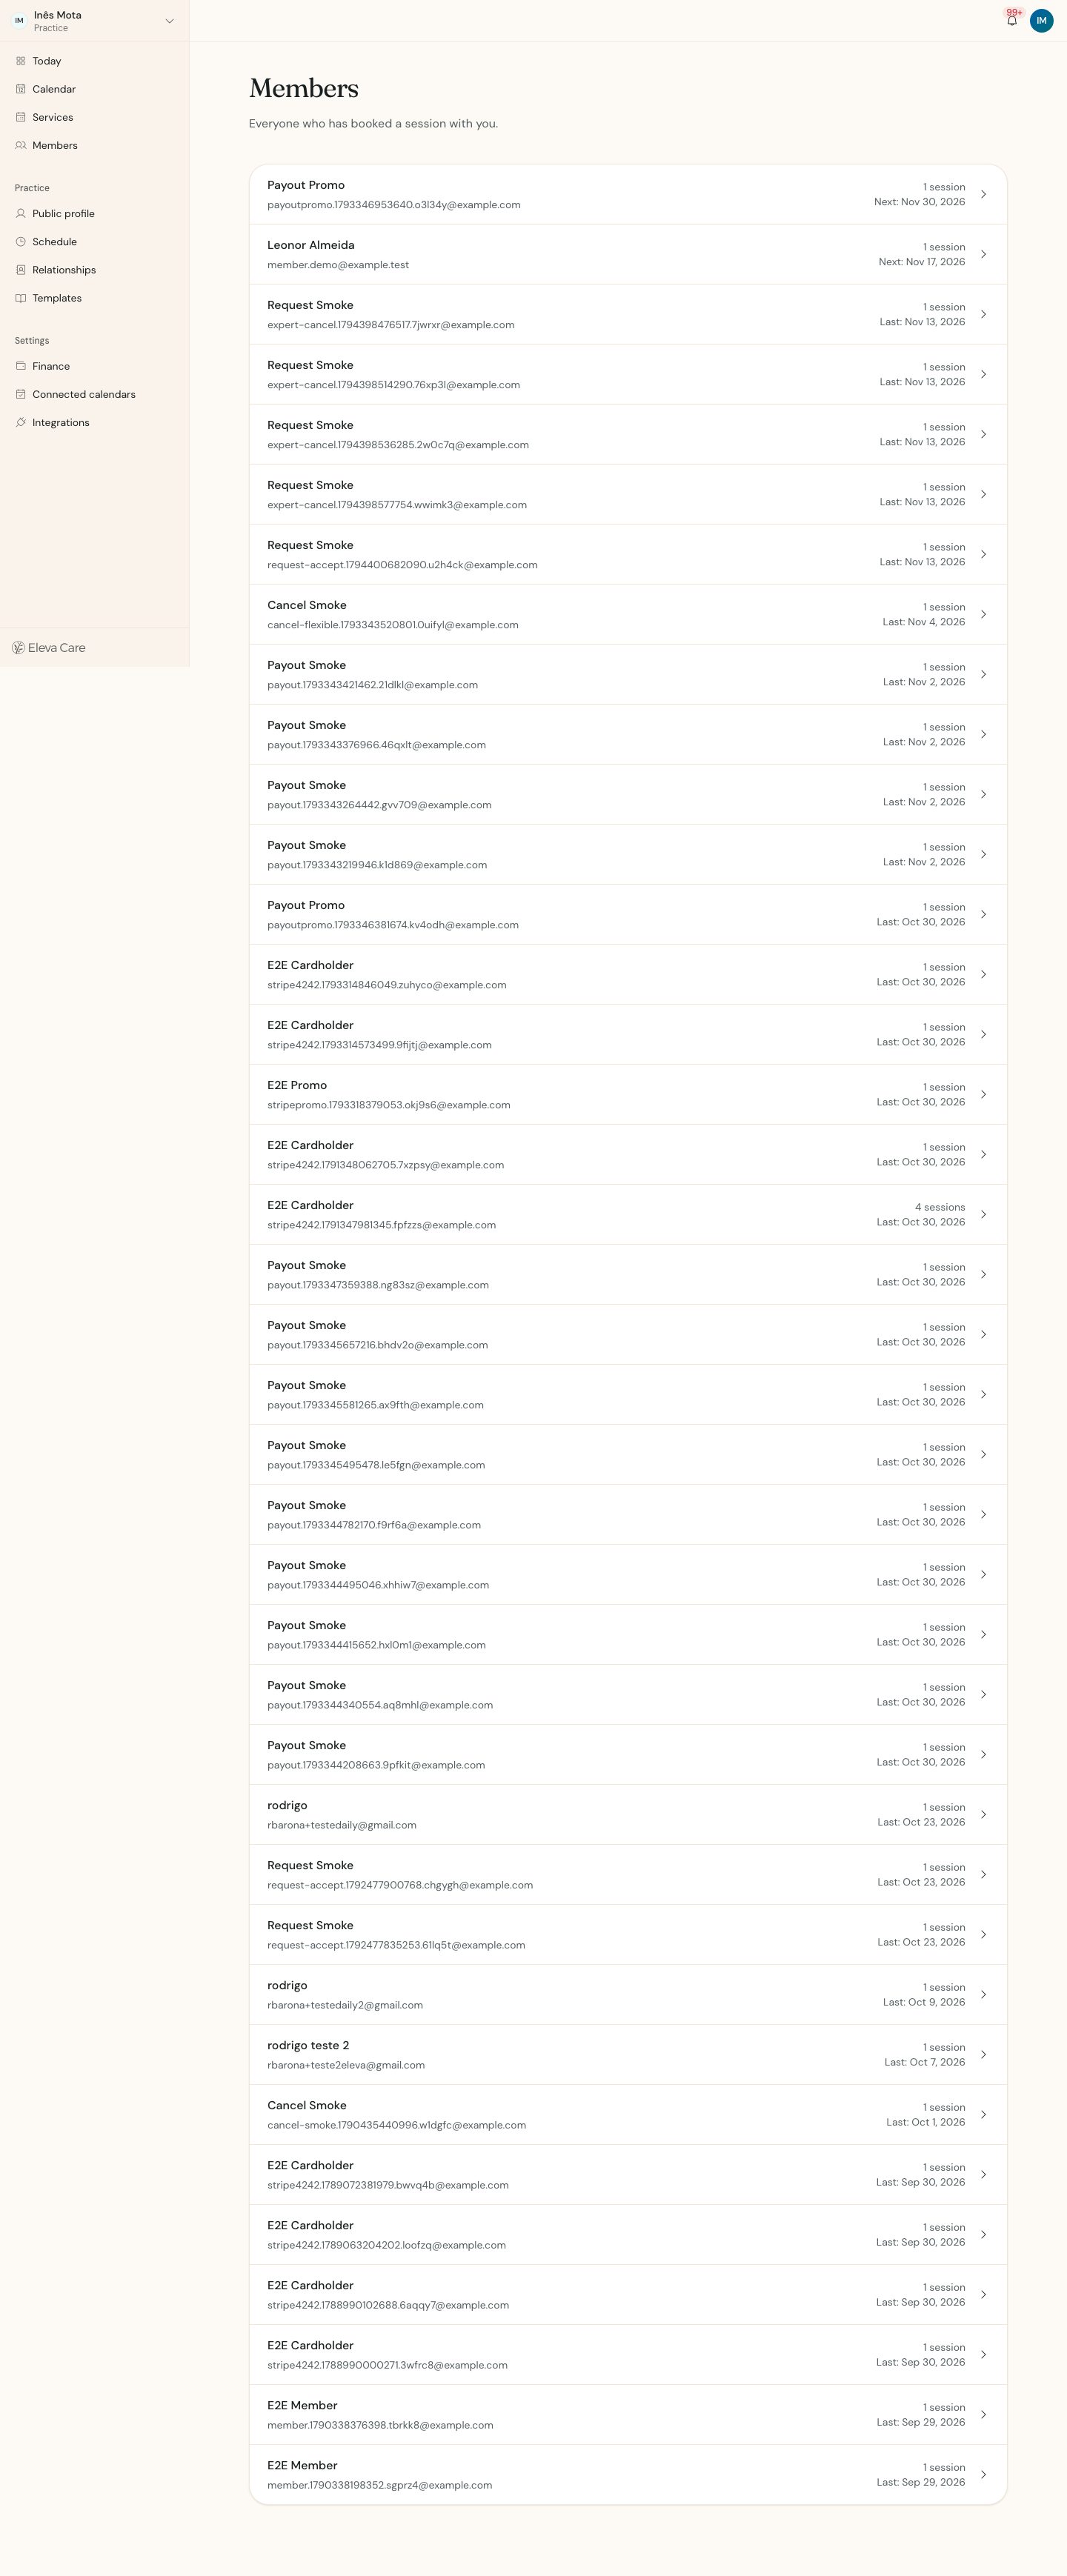 IM
Inês Mota
Practice
99+
IM
Today
Calendar
Services
Members
Practice
Public profile
Schedule
Relationships
Templates
Settings
Finance
Connected calendars
Integrations
Eleva Care
Members
Everyone who has booked a session with you.
Payout Promo
payoutpromo.1793346953640.o3l34y@example.com
1 session
Next: Nov 30, 2026
Leonor Almeida
member.demo@example.test
1 session
Next: Nov 17, 2026
Request Smoke
expert-cancel.1794398476517.7jwrxr@example.com
1 session
Last: Nov 13, 2026
Request Smoke
expert-cancel.1794398514290.76xp3l@example.com
1 session
Last: Nov 13, 2026
Request Smoke
expert-cancel.1794398536285.2w0c7q@example.com
1 session
Last: Nov 13, 2026
Request Smoke
expert-cancel.1794398577754.wwimk3@example.com
1 session
Last: Nov 13, 2026
Request Smoke
request-accept.1794400682090.u2h4ck@example.com
1 session
Last: Nov 13, 2026
Cancel Smoke
cancel-flexible.1793343520801.0uifyl@example.com
1 session
Last: Nov 4, 2026
Payout Smoke
payout.1793343421462.21dlkl@example.com
1 session
Last: Nov 2, 2026
Payout Smoke
payout.1793343376966.46qxlt@example.com
1 session
Last: Nov 2, 2026
Payout Smoke
payout.1793343264442.gvv709@example.com
1 session
Last: Nov 2, 2026
Payout Smoke
payout.1793343219946.k1d869@example.com
1 session
Last: Nov 2, 2026
Payout Promo
payoutpromo.1793346381674.kv4odh@example.com
1 session
Last: Oct 30, 2026
E2E Cardholder
stripe4242.1793314846049.zuhyco@example.com
1 session
Last: Oct 30, 2026
E2E Cardholder
stripe4242.1793314573499.9fijtj@example.com
1 session
Last: Oct 30, 2026
E2E Promo
stripepromo.1793318379053.okj9s6@example.com
1 session
Last: Oct 30, 2026
E2E Cardholder
stripe4242.1791348062705.7xzpsy@example.com
1 session
Last: Oct 30, 2026
E2E Cardholder
stripe4242.1791347981345.fpfzzs@example.com
4 sessions
Last: Oct 30, 2026
Payout Smoke
payout.1793347359388.ng83sz@example.com
1 session
Last: Oct 30, 2026
Payout Smoke
payout.1793345657216.bhdv2o@example.com
1 session
Last: Oct 30, 2026
Payout Smoke
payout.1793345581265.ax9fth@example.com
1 session
Last: Oct 30, 2026
Payout Smoke
payout.1793345495478.le5fgn@example.com
1 session
Last: Oct 30, 2026
Payout Smoke
payout.1793344782170.f9rf6a@example.com
1 session
Last: Oct 30, 2026
Payout Smoke
payout.1793344495046.xhhiw7@example.com
1 session
Last: Oct 30, 2026
Payout Smoke
payout.1793344415652.hxl0m1@example.com
1 session
Last: Oct 30, 2026
Payout Smoke
payout.1793344340554.aq8mhl@example.com
1 session
Last: Oct 30, 2026
Payout Smoke
payout.1793344208663.9pfkit@example.com
1 session
Last: Oct 30, 2026
rodrigo
rbarona+testedaily@gmail.com
1 session
Last: Oct 23, 2026
Request Smoke
request-accept.1792477900768.chgygh@example.com
1 session
Last: Oct 23, 2026
Request Smoke
request-accept.1792477835253.61lq5t@example.com
1 session
Last: Oct 23, 2026
rodrigo
rbarona+testedaily2@gmail.com
1 session
Last: Oct 9, 2026
rodrigo teste 2
rbarona+teste2eleva@gmail.com
1 session
Last: Oct 7, 2026
Cancel Smoke
cancel-smoke.1790435440996.w1dgfc@example.com
1 session
Last: Oct 1, 2026
E2E Cardholder
stripe4242.1789072381979.bwvq4b@example.com
1 session
Last: Sep 30, 2026
E2E Cardholder
stripe4242.1789063204202.loofzq@example.com
1 session
Last: Sep 30, 2026
E2E Cardholder
stripe4242.1788990102688.6aqqy7@example.com
1 session
Last: Sep 30, 2026
E2E Cardholder
stripe4242.1788990000271.3wfrc8@example.com
1 session
Last: Sep 30, 2026
E2E Member
member.1790338376398.tbrkk8@example.com
1 session
Last: Sep 29, 2026
E2E Member
member.1790338198352.sgprz4@example.com
1 session
Last: Sep 29, 2026